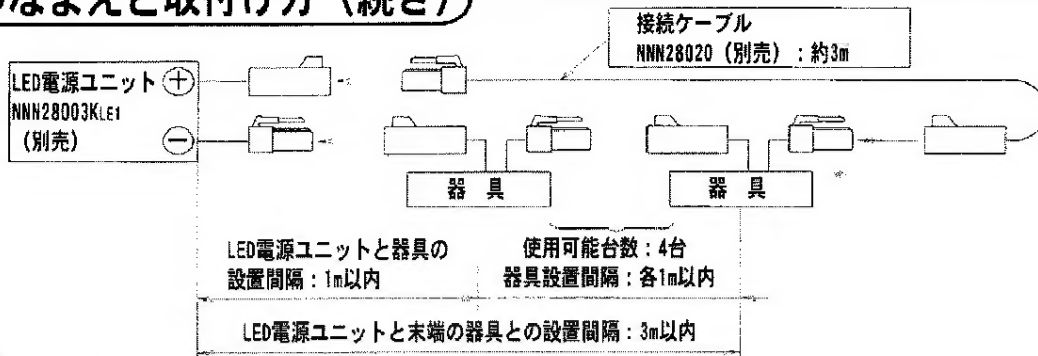 なまえと取付け方(続き)
接続ケーブル
NNN28020(別売):約3m
LED電源ユニット ⊕
NNN28003KLE1
(別売) ⊖
器 具
器 具
LED電源ユニットと器具の
設置間隔:1m以内
使用可能台数:4台
器具設置間隔:各1m以内
LED電源ユニットと末端の器具との設置間隔:3m以内